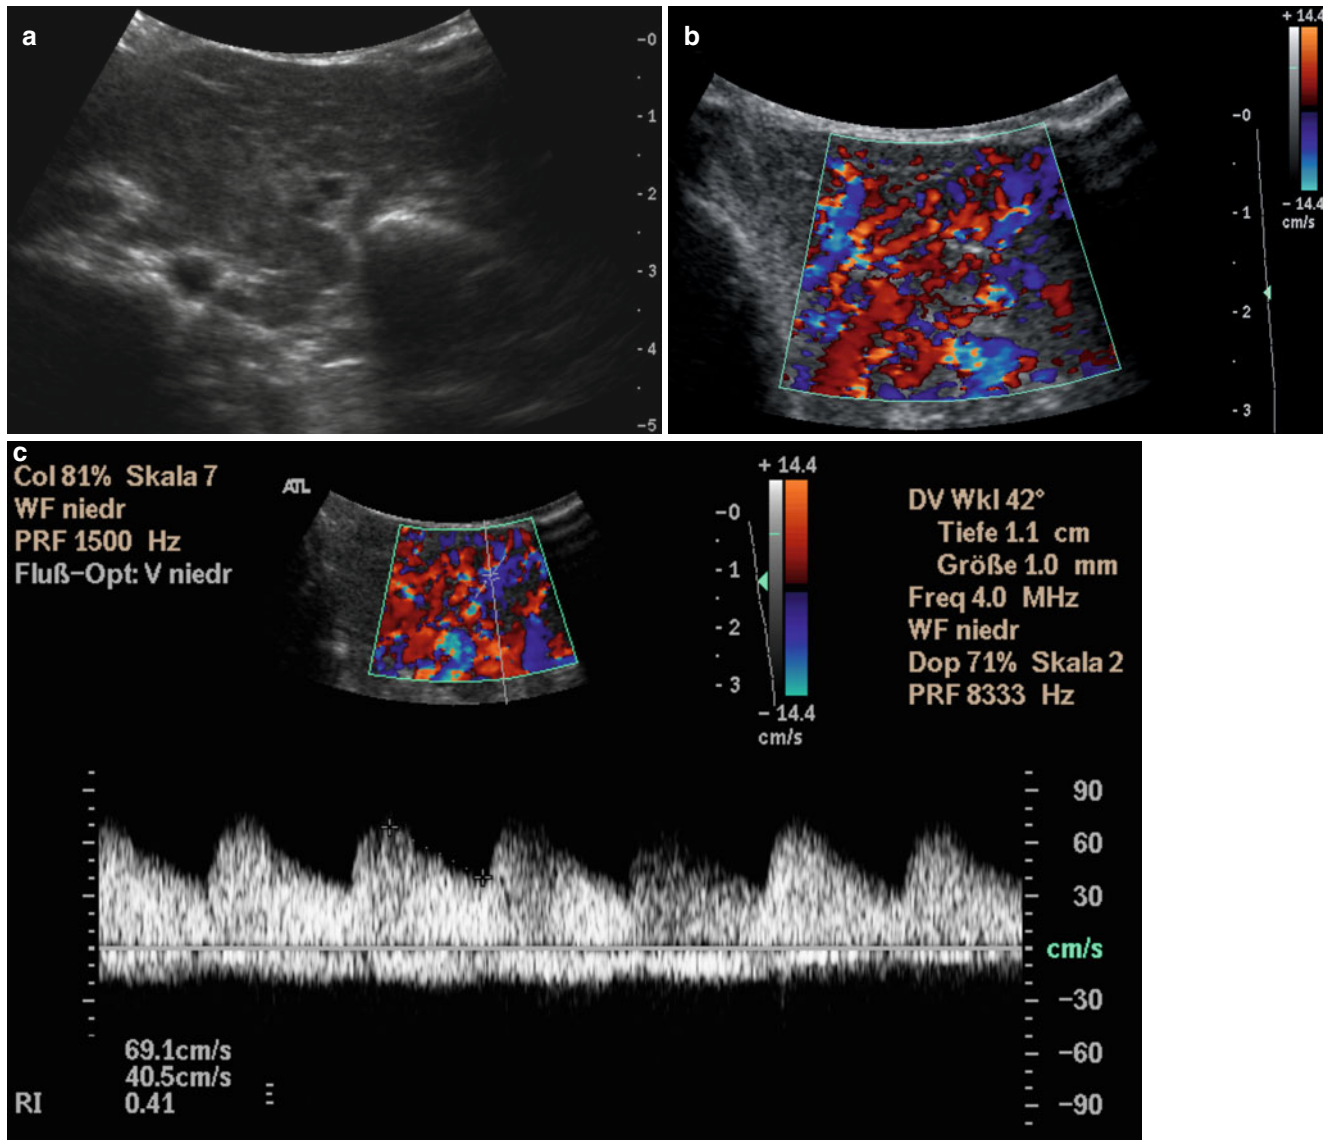 a
-0
-1
-2
-3
-4
-5
b
+ 14.4
- 14.4
cm/s
-0
-1
-2
-3
c
Col 81% Skala 7
WF niedr
PRF 1500 Hz
Fluß-Opt: V niedr
ATL
-0
-1
-2
-3
+ 14.4
- 14.4
cm/s
DV Wkl 42°
Tiefe 1.1 cm
Größe 1.0 mm
Freq 4.0 MHz
WF niedr
Dop 71% Skala 2
PRF 8333 Hz
90
60
30
cm/s
-30
-60
-90
69.1cm/s
40.5cm/s
RI 0.41